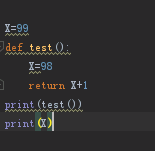 X=99
def test():
    X=98
    return X+1
print(test())
print(X)